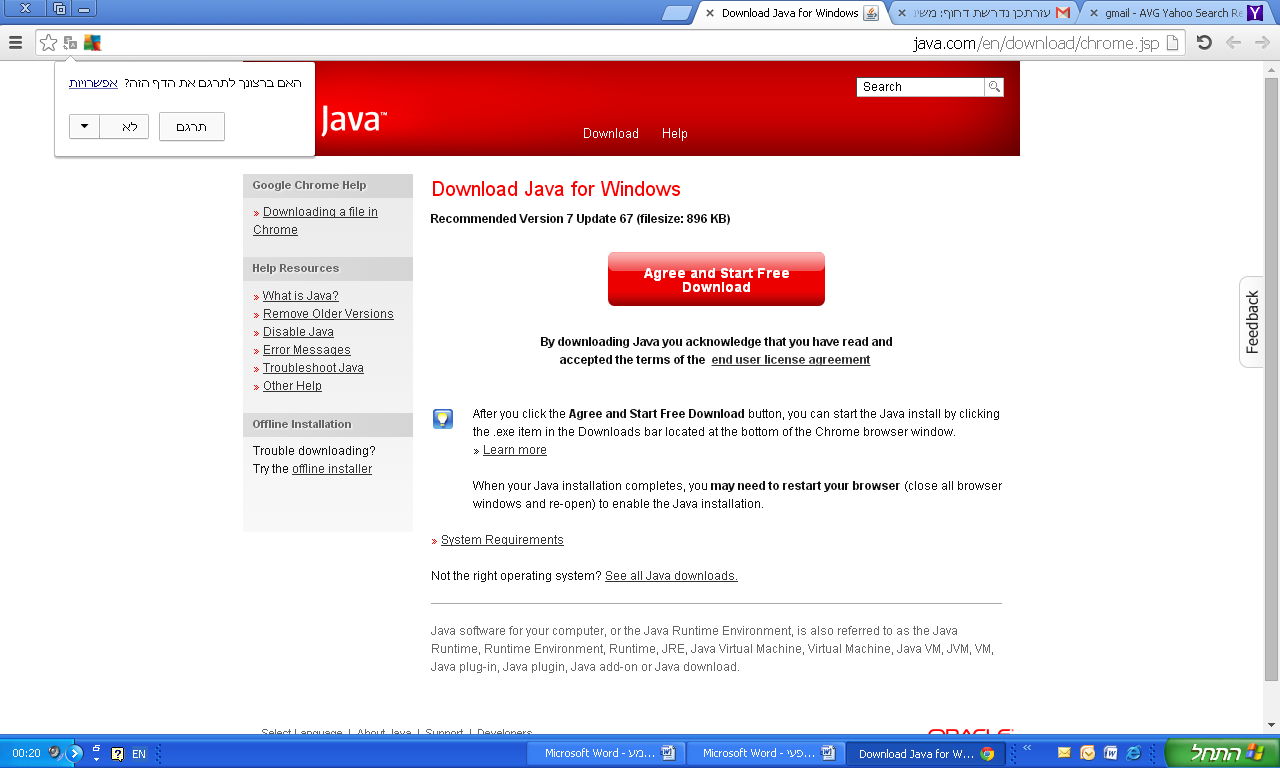 Download Java for Windows
עזרתכן נדרשת דחוף: משינ
gmail - AVG Yahoo Search Re
java.com/en/download/chrome.jsp
האם ברצונך לתרגם את הדף הזה? אפשרויות
תרגם
לא
Java™
Search
Download Help
Google Chrome Help
» Downloading a file in
Chrome
Help Resources
» What is Java?
» Remove Older Versions
» Disable Java
» Error Messages
» Troubleshoot Java
» Other Help
Offline Installation
Trouble downloading?
Try the offline installer
Download Java for Windows
Recommended Version 7 Update 67 (filesize: 896 KB)
Agree and Start Free
Download
By downloading Java you acknowledge that you have read and
accepted the terms of the end user license agreement
After you click the Agree and Start Free Download button, you can start the Java install by clicking
the .exe item in the Downloads bar located at the bottom of the Chrome browser window.
» Learn more
When your Java installation completes, you may need to restart your browser (close all browser
windows and re-open) to enable the Java installation.
» System Requirements
Not the right operating system? See all Java downloads.
Java software for your computer, or the Java Runtime Environment, is also referred to as the Java
Runtime, Runtime Environment, Runtime, JRE, Java Virtual Machine, Virtual Machine, Java VM, JVM, VM,
Java plug-in, Java plugin, Java add-on or Java download.
Feedback
Select Language | About Java | Support | Developers
ORACLE
התחל
Download Java for W...
Microsoft Word - פעי...
Microsoft Word - מע...
EN
00:20